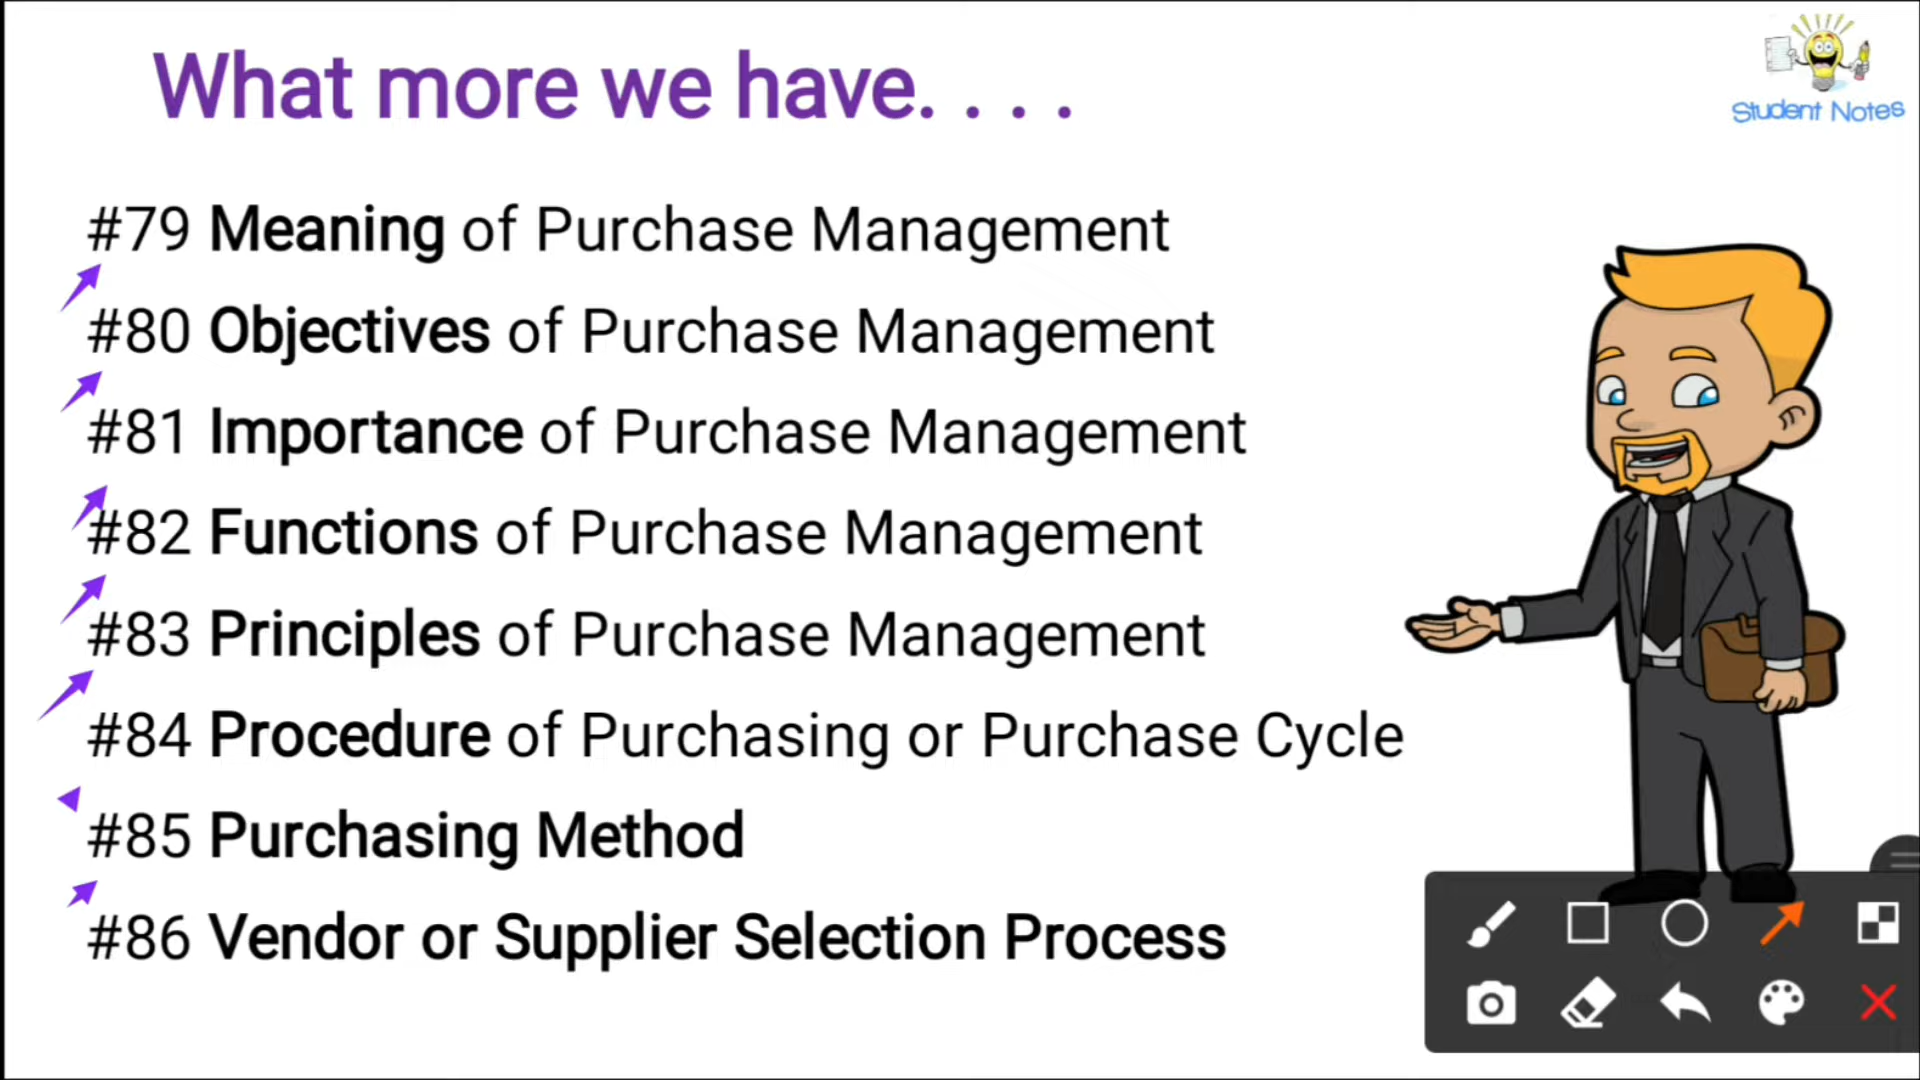 What more we have. . . .
Student Notes
#79 Meaning of Purchase Management
#80 Objectives of Purchase Management
#81 Importance of Purchase Management
#82 Functions of Purchase Management
#83 Principles of Purchase Management
#84 Procedure of Purchasing or Purchase Cycle
#85 Purchasing Method
#86 Vendor or Supplier Selection Process